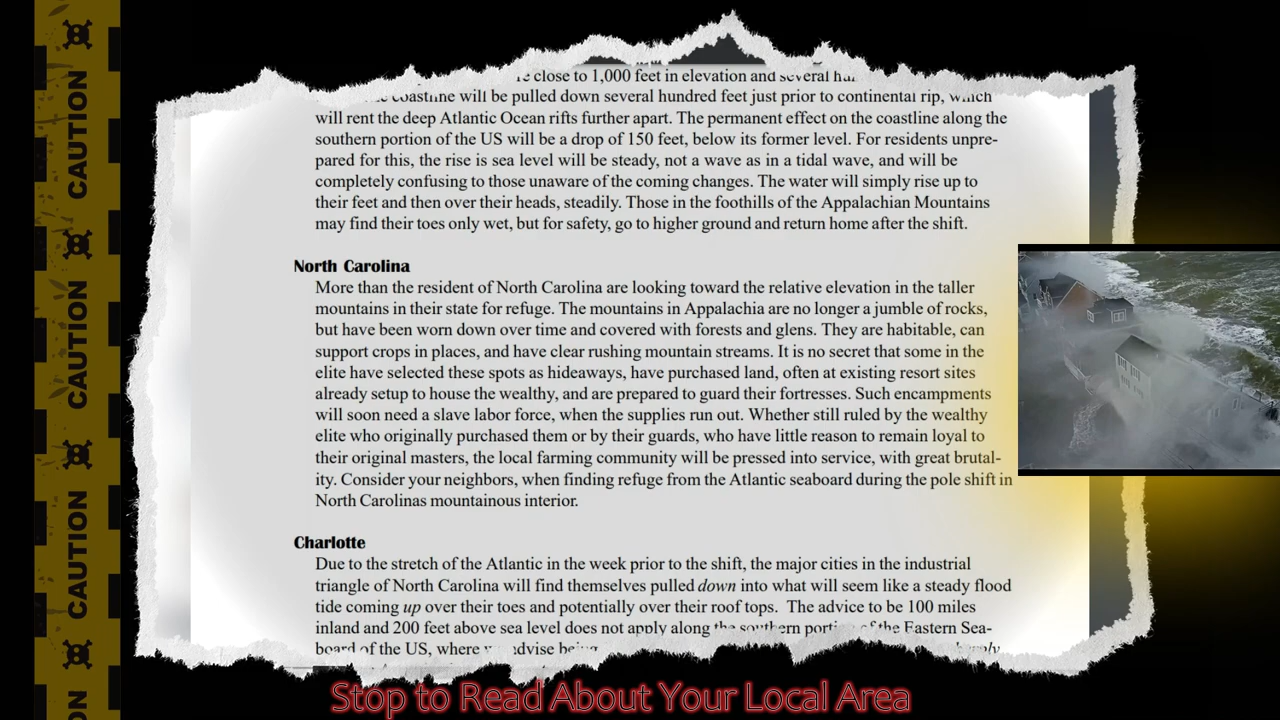 CAUTION
CAUTION
CAUTION
ON
close to 1,000 feet in elevation and several
coastline will be pulled down several hundred feet just prior to continental rip, which
will rent the deep Atlantic Ocean rifts further apart. The permanent effect on the coastline along the
southern portion of the US will be a drop of 150 feet, below its former level. For residents unpre-
pared for this, the rise is sea level will be steady, not a wave as in a tidal wave, and will be
completely confusing to those unaware of the coming changes. The water will simply rise up to
their feet and then over their heads, steadily. Those in the foothills of the Appalachian Mountains
may find their toes only wet, but for safety, go to higher ground and return home after the shift.
North Carolina
More than the resident of North Carolina are looking toward the relative elevation in the taller
mountains in their state for refuge. The mountains in Appalachia are no longer a jumble of rocks,
but have been worn down over time and covered with forests and glens. They are habitable, can
support crops in places, and have clear rushing mountain streams. It is no secret that some in the
elite have selected these spots as hideaways, have purchased land, often at existing resort sites
already setup to house the wealthy, and are prepared to guard their fortresses. Such encampments
will soon need a slave labor force, when the supplies run out. Whether still ruled by the wealthy
elite who originally purchased them or by their guards, who have little reason to remain loyal to
their original masters, the local farming community will be pressed into service, with great brutal-
ity. Consider your neighbors, when finding refuge from the Atlantic seaboard during the pole shift in
North Carolinas mountainous interior.
Charlotte
Due to the stretch of the Atlantic in the week prior to the shift, the major cities in the industrial
triangle of North Carolina will find themselves pulled down into what will seem like a steady flood
tide coming up over their toes and potentially over their roof tops. The advice to be 100 miles
inland and 200 feet above sea level does not apply along the southern portion of the Eastern Sea-
board of the US, where advise being
Stop to Read About Your Local Area